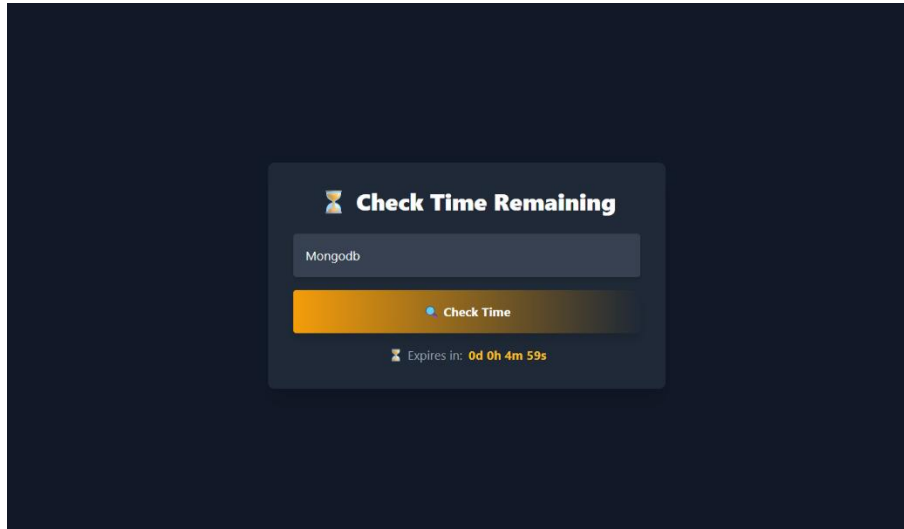 ⏳ Check Time Remaining
Mongodb
🔍 Check Time
⏳ Expires in: 0d 0h 4m 59s